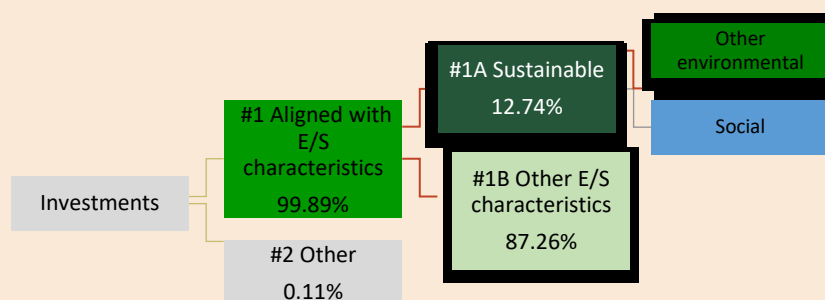 Investments
#1 Aligned with
E/S
characteristics
99.89%
#2 Other
0.11%
#1A Sustainable
12.74%
#1B Other E/S
characteristics
87.26%
Other
environmental
Social